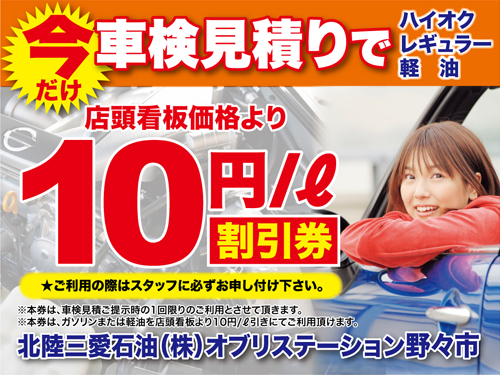 今だけ
車検見積りで
ハイオク
レギュラー
軽　油
店頭看板価格より
10円/ℓ
割引券
★ご利用の際はスタッフに必ずお申し付け下さい。
※本券は、車検見積ご提示時の1回限りのご利用とさせて頂きます。
※本券は、ガソリンまたは軽油を店頭看板より10円/ℓ引きにてご利用頂けます。
北陸三愛石油(株)オブリステーション野々市